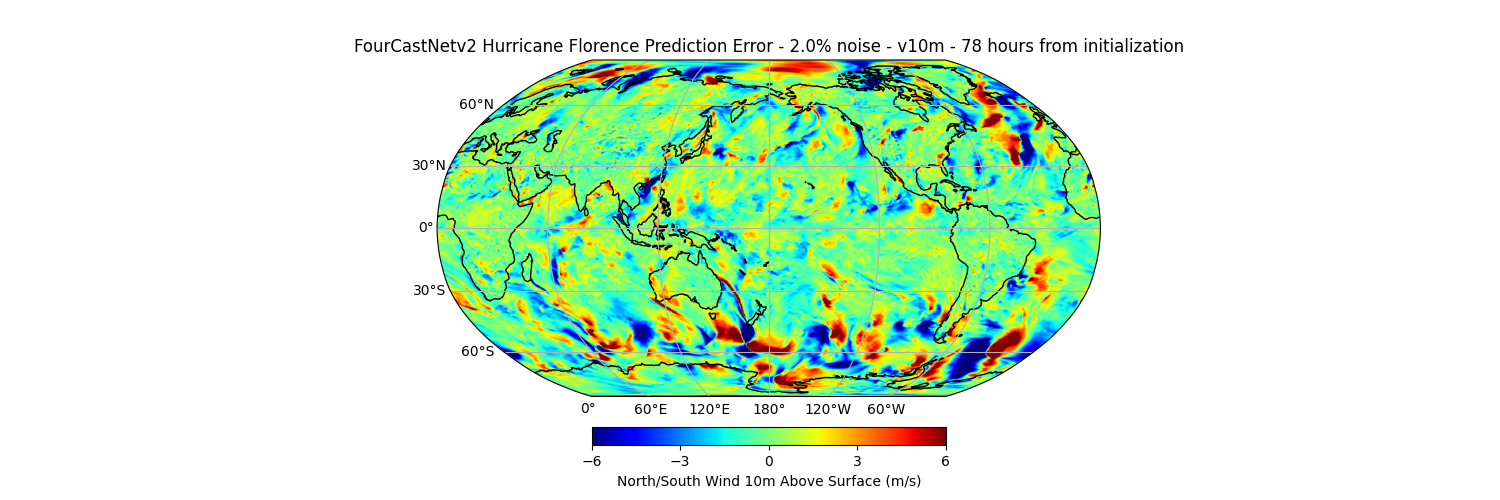 FourCastNetv2 Hurricane Florence Prediction Error - 2.0% noise - v10m - 78 hours from initialization
60°N
30°N
0°
30°S
60°S
0° 60°E 120°E 180° 120°W 60°W
−6 −3 0 3 6
North/South Wind 10m Above Surface (m/s)